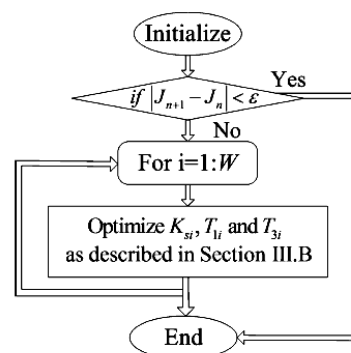 Initialize
Yes
if |J_{n+1} − J_n| < ε
No
For i=1:W
Optimize K_{si}, T_{1i} and T_{3i}
as described in Section III.B
End